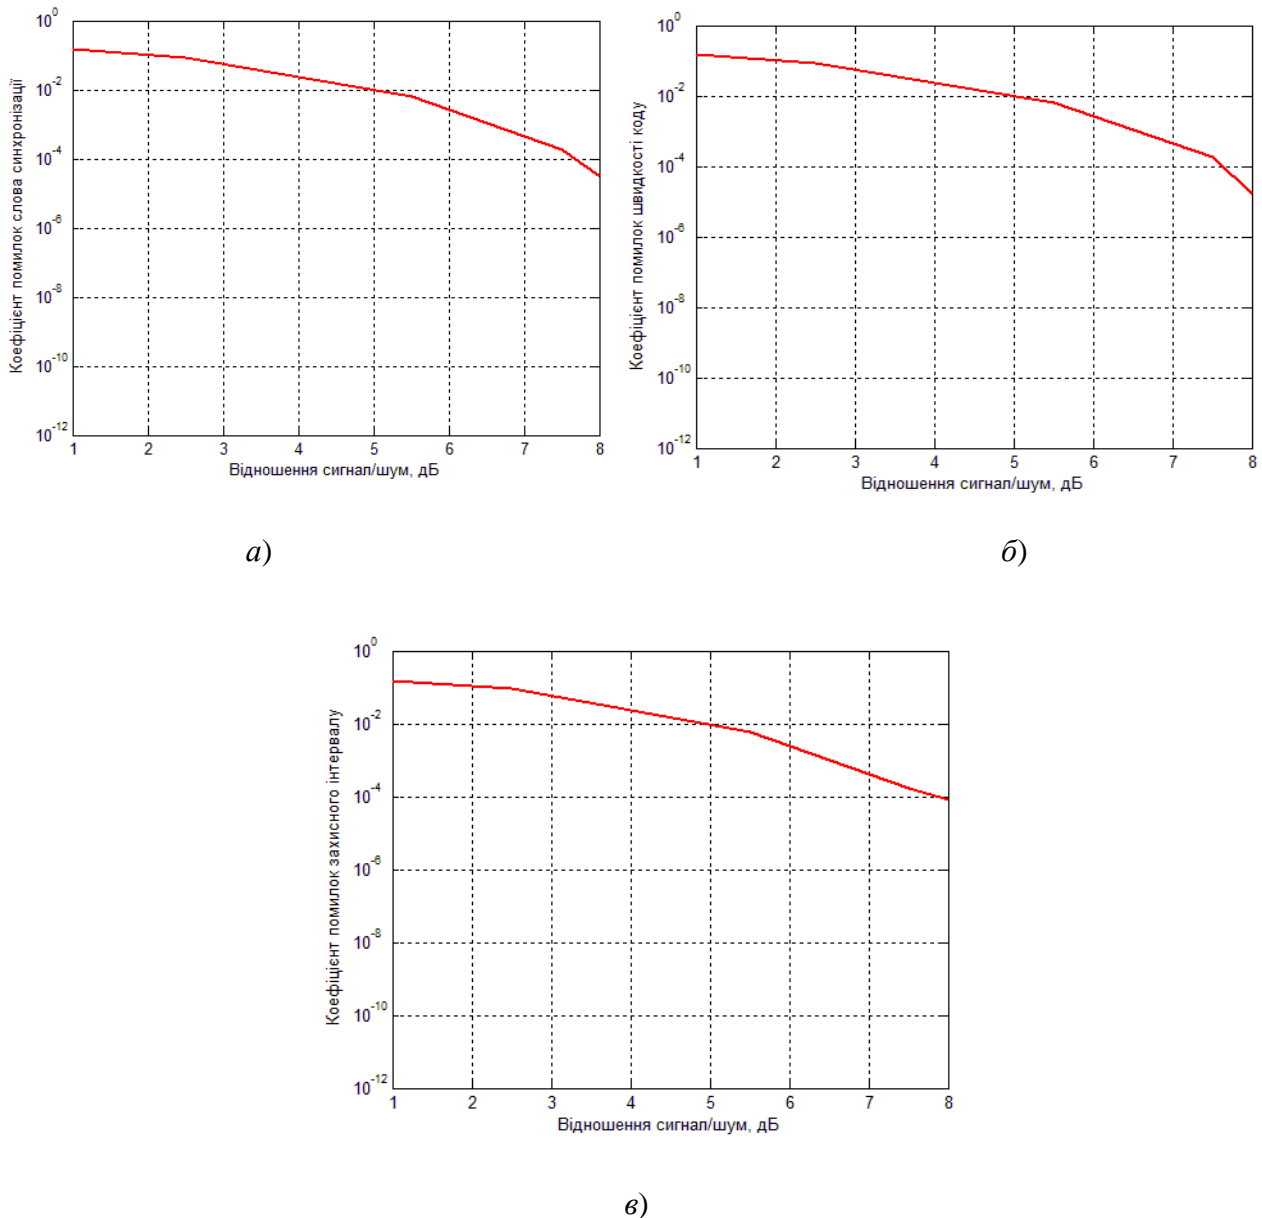 Коефіцієнт помилок слова синхронізації
10^0
10^-2
10^-4
10^-6
10^-8
10^-10
10^-12
1 2 3 4 5 6 7 8
Відношення сигнал/шум, дБ
а)
Коефіцієнт помилок швидкості коду
10^0
10^-2
10^-4
10^-6
10^-8
10^-10
10^-12
1 2 3 4 5 6 7 8
Відношення сигнал/шум, дБ
б)
Коефіцієнт помилок захисного інтервалу
10^0
10^-2
10^-4
10^-6
10^-8
10^-10
10^-12
1 2 3 4 5 6 7 8
Відношення сигнал/шум, дБ
в)